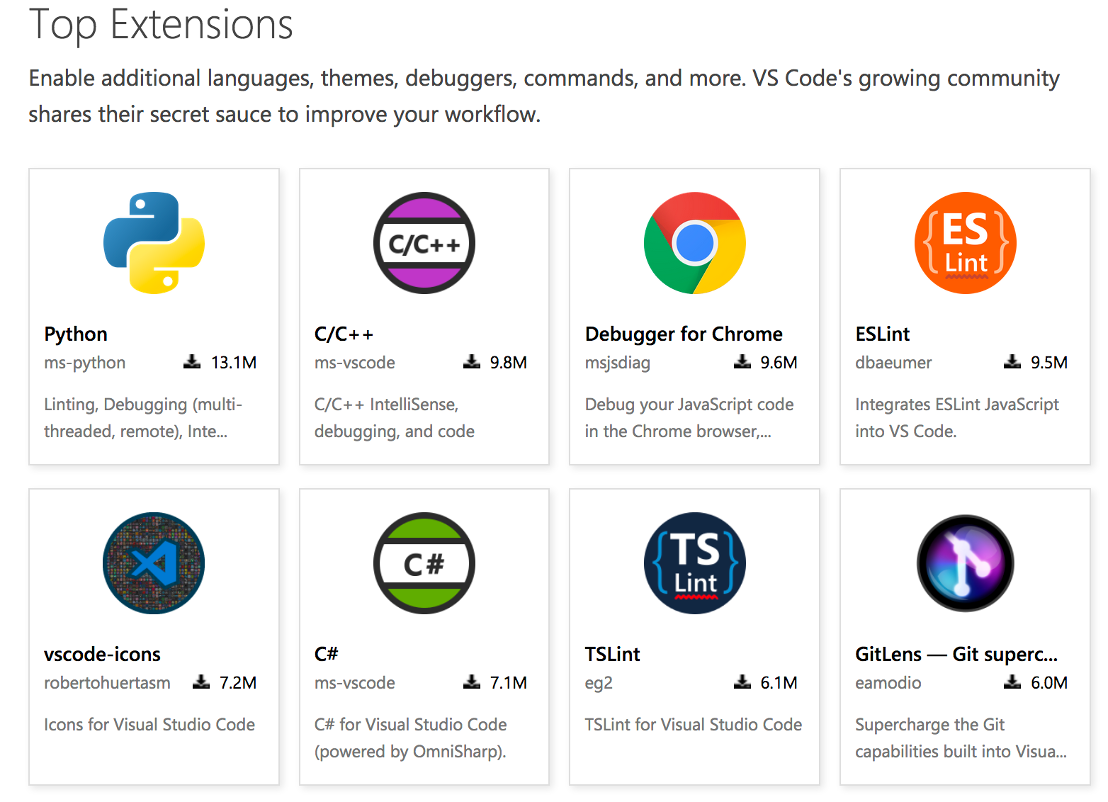 Top Extensions
Enable additional languages, themes, debuggers, commands, and more. VS Code's growing community
shares their secret sauce to improve your workflow.
C/C++
{ES}
Lint
Python
ms-python 13.1M
Linting, Debugging (multi-
threaded, remote), Inte...
C/C++
ms-vscode 9.8M
C/C++ IntelliSense,
debugging, and code
Debugger for Chrome
msjsdiag 9.6M
Debug your JavaScript code
in the Chrome browser,...
ESLint
dbaeumer 9.5M
Integrates ESLint JavaScript
into VS Code.
C#
{TS}
Lint
vscode-icons
robertohuertasm 7.2M
Icons for Visual Studio Code
C#
ms-vscode 7.1M
C# for Visual Studio Code
(powered by OmniSharp).
TSLint
eg2 6.1M
TSLint for Visual Studio Code
GitLens — Git superc...
eamodio 6.0M
Supercharge the Git
capabilities built into Visua...